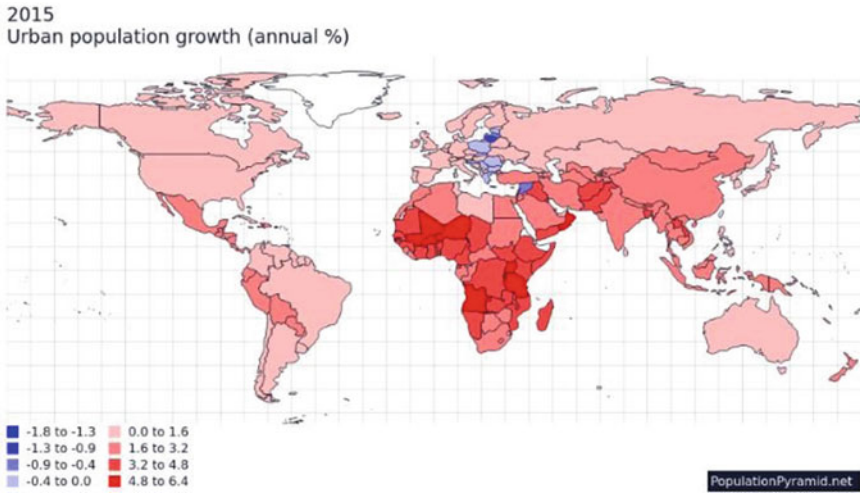 2015
Urban population growth (annual %)
-1.8 to -1.3
-1.3 to -0.9
-0.9 to -0.4
-0.4 to 0.0
0.0 to 1.6
1.6 to 3.2
3.2 to 4.8
4.8 to 6.4
PopulationPyramid.net